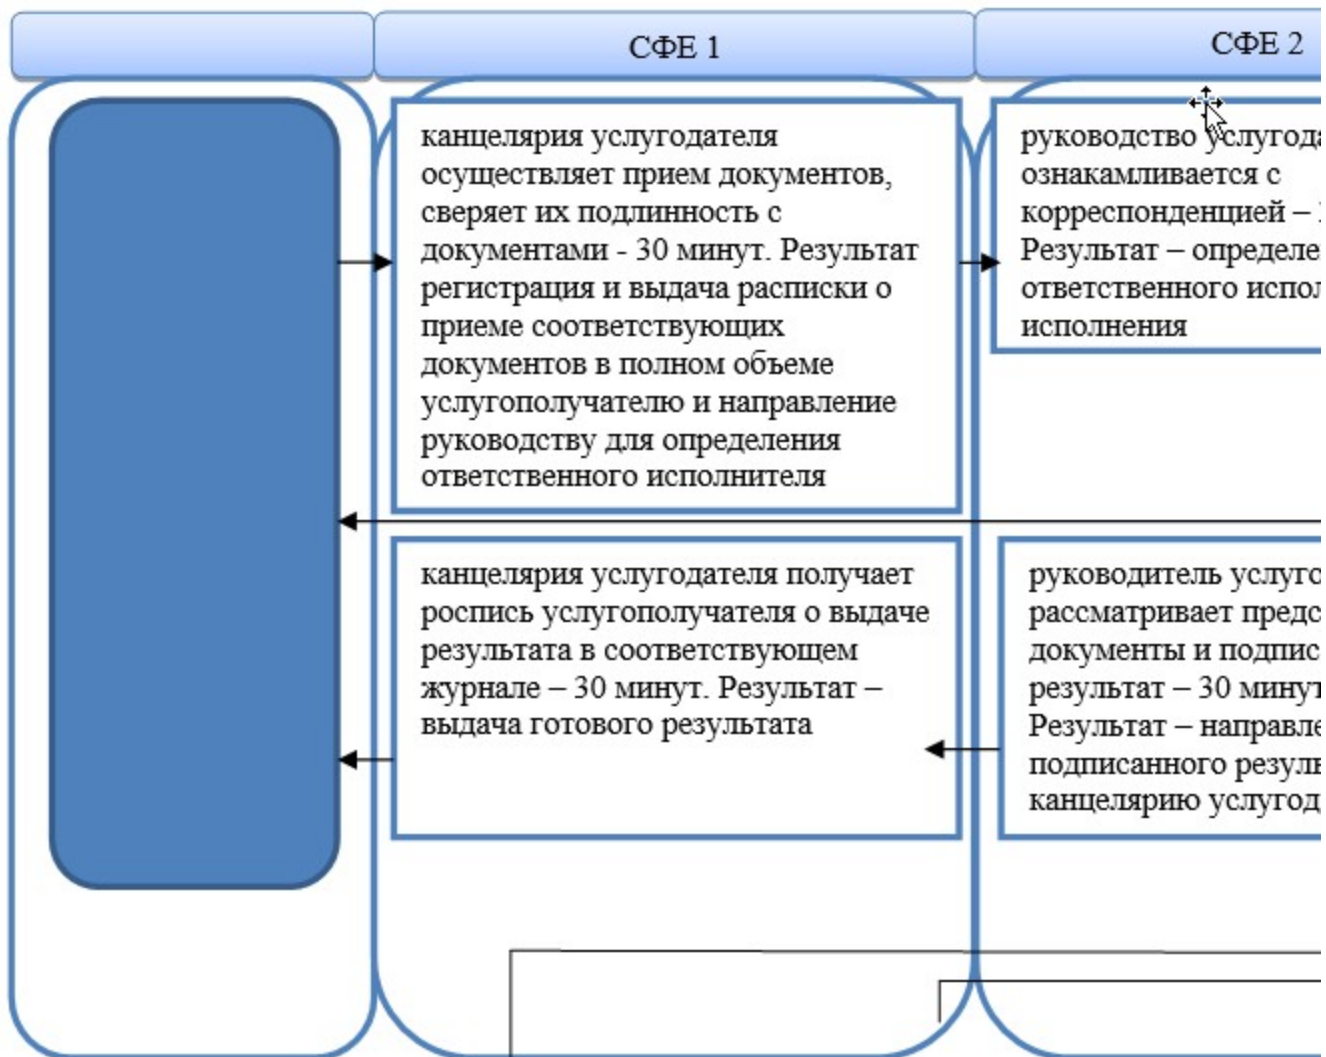 СФЕ 1
СФЕ 2
канцелярия услугодателя
осуществляет прием документов,
сверяет их подлинность с
документами - 30 минут. Результат
регистрация и выдача расписки о
приеме соответствующих
документов в полном объеме
услугополучателю и направление
руководству для определения
ответственного исполнителя
руководство
ознакамливается с
корреспонденцией –
Результат –
ответственного
исполнения
канцелярия услугодателя получает
роспись услугополучателя о выдаче
результата в соответствующем
журнале – 30 минут. Результат –
выдача готового результата
руководитель
рассматривает
документы и
результат – 30
Результат –
подписанного
канцелярию